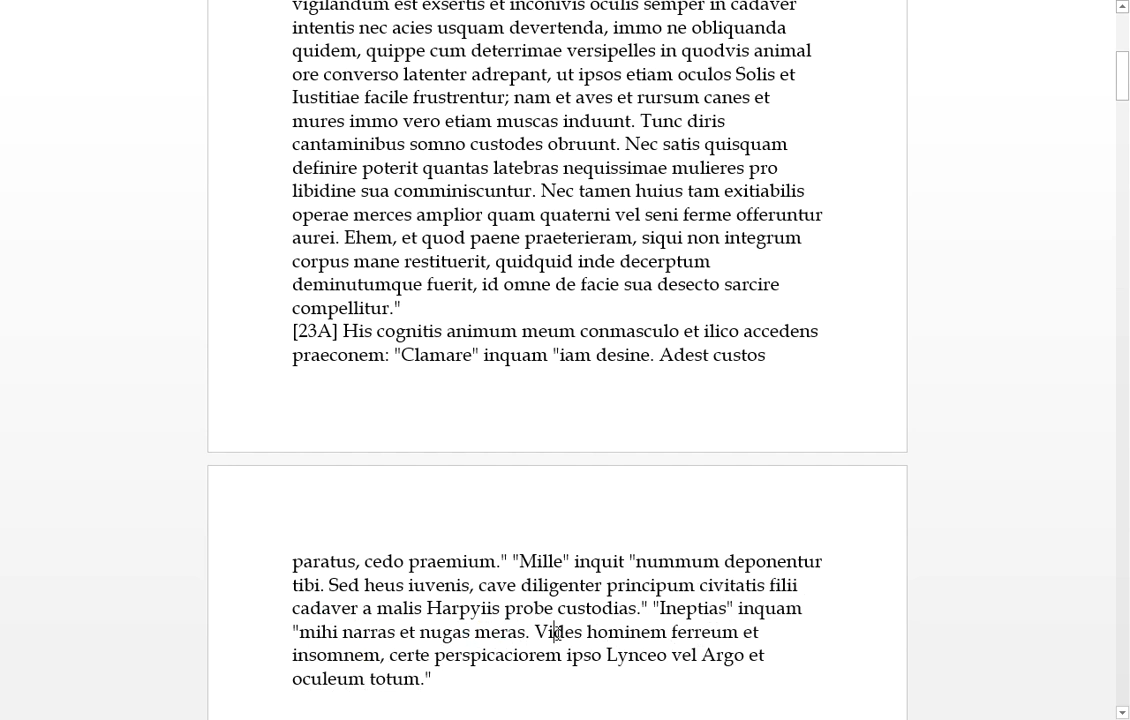 vigilandum est exsertis et inconivis oculis semper in cadaver
intentis nec acies usquam devertenda, immo ne obliquanda
quidem, quippe cum deterrimae versipelles in quodvis animal
ore converso latenter adrepant, ut ipsos etiam oculos Solis et
Iustitiae facile frustrentur; nam et aves et rursum canes et
mures immo vero etiam muscas induunt. Tunc diris
cantaminibus somno custodes obruunt. Nec satis quisquam
definire poterit quantas latebras nequissimae mulieres pro
libidine sua comminiscuntur. Nec tamen huius tam exitiabilis
operae merces amplior quam quaterni vel seni ferme offeruntur
aurei. Ehem, et quod paene praeterieram, siqui non integrum
corpus mane restituerit, quidquid inde decerptum
deminutumque fuerit, id omne de facie sua desecto sarcire
compellitur."
[23A] His cognitis animum meum conmasculo et ilico accedens
praeconem: "Clamare" inquam "iam desine. Adest custos
paratus, cedo praemium." "Mille" inquit "nummum deponentur
tibi. Sed heus iuvenis, cave diligenter principum civitatis filii
cadaver a malis Harpyiis probe custodias." "Ineptias" inquam
"mihi narras et nugas meras. Vides hominem ferreum et
insomnem, certe perspicaciorem ipso Lynceo vel Argo et
oculeum totum."